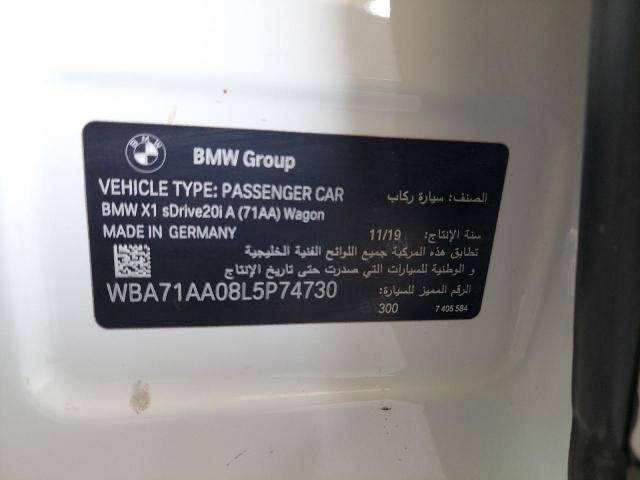 BMW
BMW Group
VEHICLE TYPE: PASSENGER CAR
الصنف: سيارة ركاب
BMW X1 sDrive20i A (71AA) Wagon
MADE IN GERMANY
سنة الإنتاج: 11/19
تطابق هذه المركبة جميع اللوائح الفنية الخليجية
و الوطنية للسيارات التي صدرت حتى تاريخ الإنتاج
WBA71AA08L5P74730
الرقم المميز للسيارة:
300
7 405 584